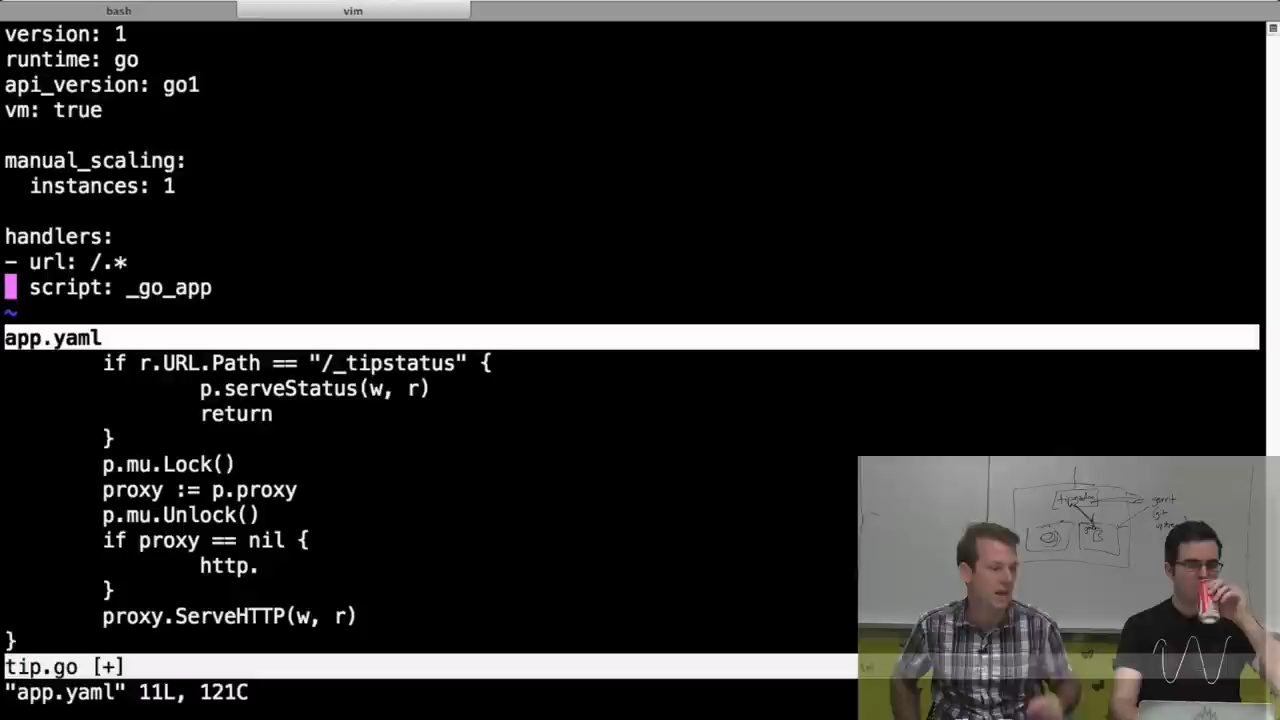 bash vim
version: 1
runtime: go
api_version: go1
vm: true
manual_scaling:
  instances: 1
handlers:
- url: /.*
  script: _go_app
~
app.yaml
        if r.URL.Path == "/_tipstatus" {
                p.serveStatus(w, r)
                return
        }
        p.mu.Lock()
        proxy := p.proxy
        p.mu.Unlock()
        if proxy == nil {
                http.
        }
        proxy.ServeHTTP(w, r)
}
tip.go [+]
"app.yaml" 11L, 121C